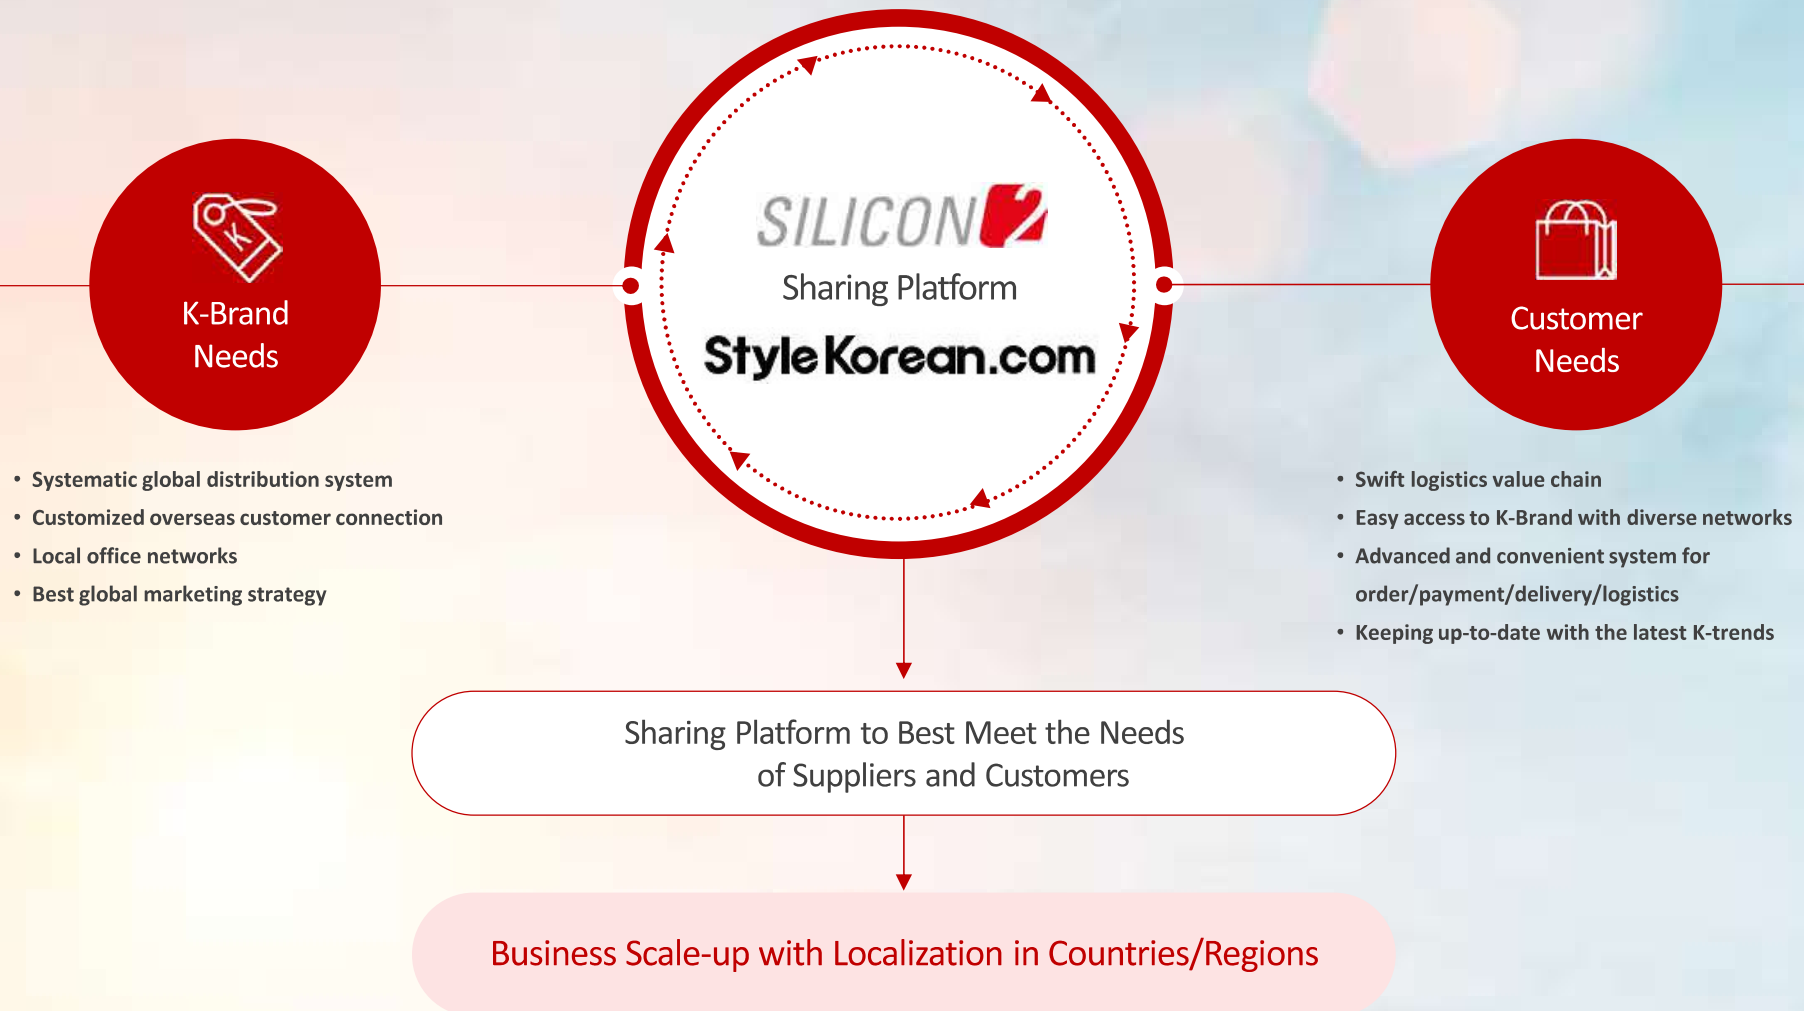 K
K-Brand
Needs
• Systematic global distribution system
• Customized overseas customer connection
• Local office networks
• Best global marketing strategy
SILICON2
Sharing Platform
StyleKorean.com
Customer
Needs
• Swift logistics value chain
• Easy access to K-Brand with diverse networks
• Advanced and convenient system for
order/payment/delivery/logistics
• Keeping up-to-date with the latest K-trends
Sharing Platform to Best Meet the Needs
of Suppliers and Customers
Business Scale-up with Localization in Countries/Regions